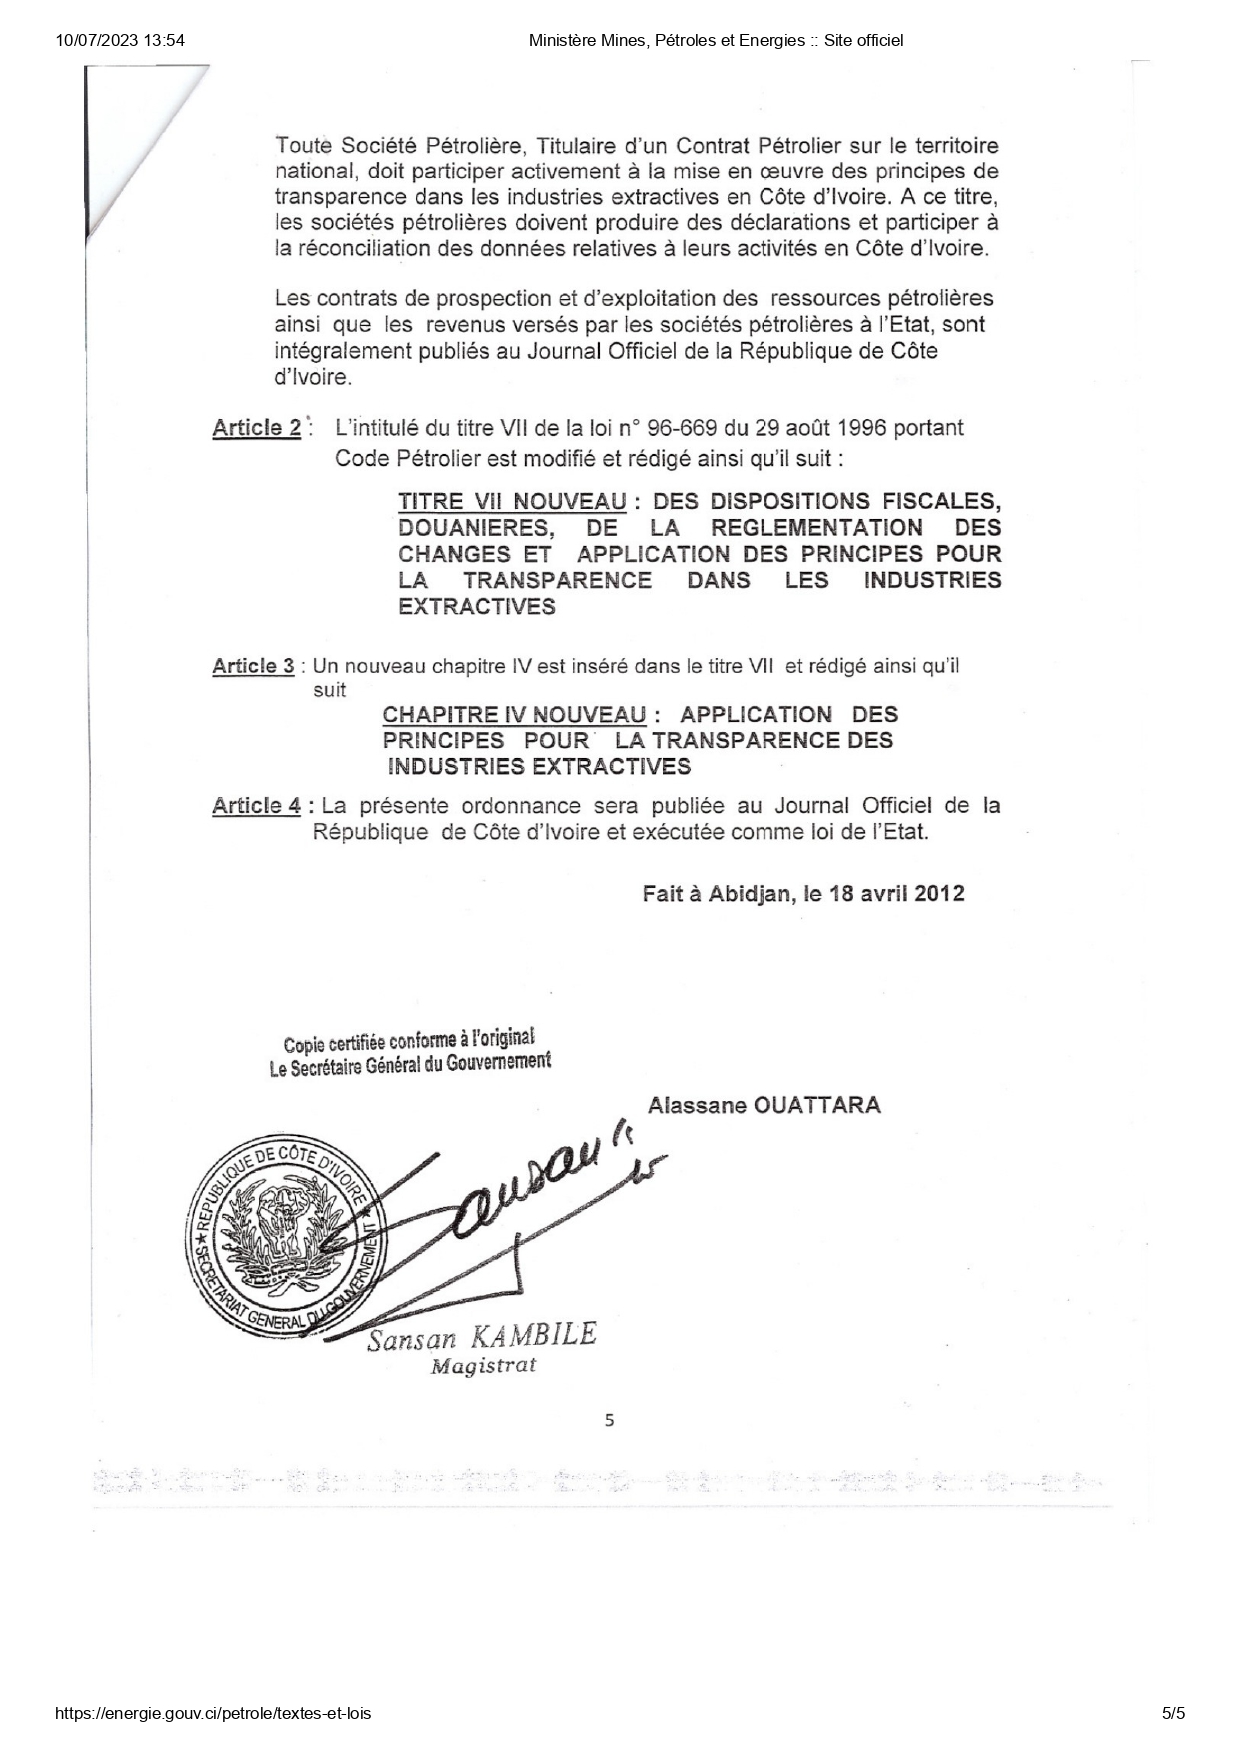 10/07/2023 13:54
Ministère Mines, Pétroles et Energies :: Site officiel
Toute Société Pétrolière, Titulaire d'un Contrat Pétrolier sur le territoire
national, doit participer activement à la mise en œuvre des principes de
transparence dans les industries extractives en Côte d'Ivoire. A ce titre,
les sociétés pétrolières doivent produire des déclarations et participer à
la réconciliation des données relatives à leurs activités en Côte d'Ivoire.
Les contrats de prospection et d'exploitation des ressources pétrolières
ainsi que les revenus versés par les sociétés pétrolières à l'Etat, sont
intégralement publiés au Journal Officiel de la République de Côte
d'Ivoire.
Article 2 : L'intitulé du titre VII de la loi n° 96-669 du 29 août 1996 portant
Code Pétrolier est modifié et rédigé ainsi qu'il suit :
TITRE VII NOUVEAU : DES DISPOSITIONS FISCALES,
DOUANIERES, DE LA REGLEMENTATION DES
CHANGES ET APPLICATION DES PRINCIPES POUR
LA TRANSPARENCE DANS LES INDUSTRIES
EXTRACTIVES
Article 3 : Un nouveau chapitre IV est inséré dans le titre VII et rédigé ainsi qu'il
suit
CHAPITRE IV NOUVEAU : APPLICATION DES
PRINCIPES POUR LA TRANSPARENCE DES
INDUSTRIES EXTRACTIVES
Article 4 : La présente ordonnance sera publiée au Journal Officiel de la
République de Côte d'Ivoire et exécutée comme loi de l'Etat.
Fait à Abidjan, le 18 avril 2012
Copie certifiée conforme à l'original
Le Secrétaire Général du Gouvernement
Alassane OUATTARA
★ REPUBLIQUE DE CÔTE D'IVOIRE ★
SECRETARIAT GENERAL DU GOUVERNEMENT
Sansan KAMBILE
Magistrat
5
https://energie.gouv.ci/petrole/textes-et-lois
5/5